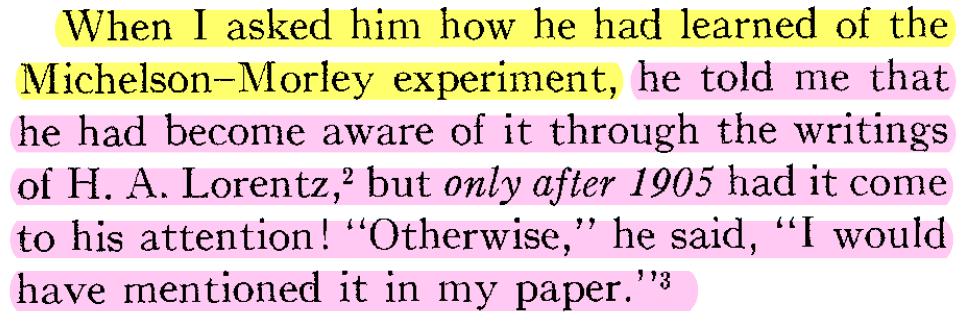 When I asked him how he had learned of the
Michelson–Morley experiment, he told me that
he had become aware of it through the writings
of H. A. Lorentz,² but only after 1905 had it come
to his attention! “Otherwise,” he said, “I would
have mentioned it in my paper.”³